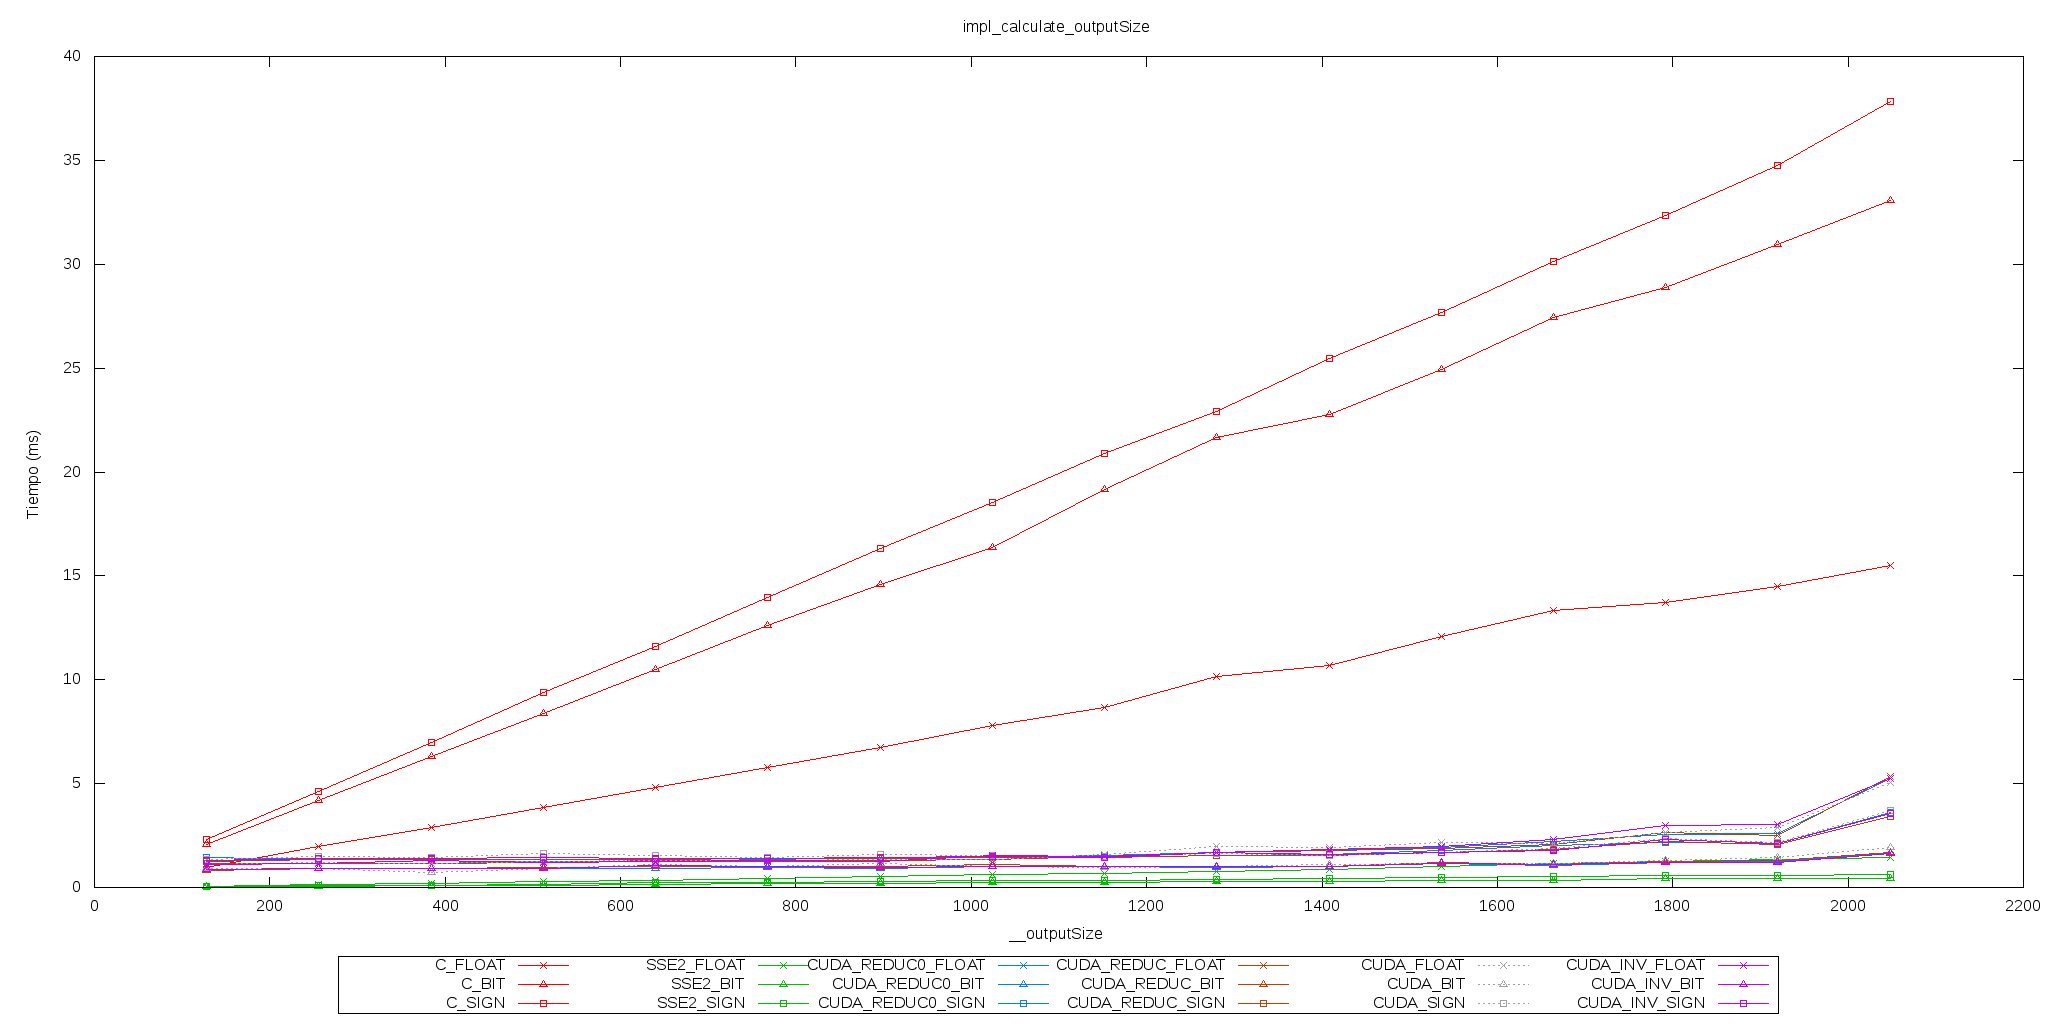 impl_calculate_outputSize
40
35
30
25
20
15
10
5
0
Tiempo (ms)
0 200 400 600 800 1000 1200 1400 1600 1800 2000 2200
__outputSize
C_FLOAT SSE2_FLOAT CUDA_REDUC0_FLOAT CUDA_REDUC_FLOAT CUDA_FLOAT CUDA_INV_FLOAT
C_BIT SSE2_BIT CUDA_REDUC0_BIT CUDA_REDUC_BIT CUDA_BIT CUDA_INV_BIT
C_SIGN SSE2_SIGN CUDA_REDUC0_SIGN CUDA_REDUC_SIGN CUDA_SIGN CUDA_INV_SIGN